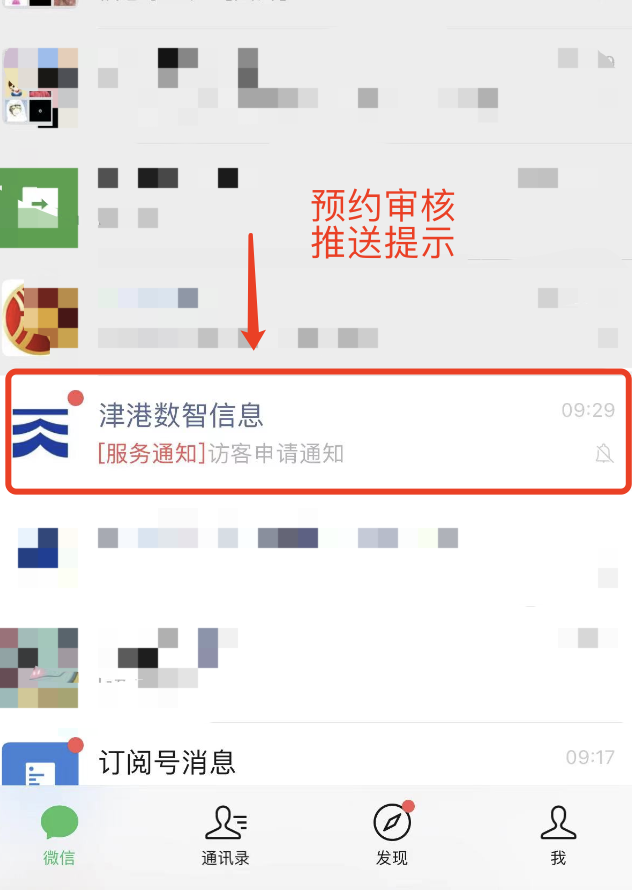 预约审核
推送提示
津港数智信息
09:29
[服务通知]访客申请通知
订阅号消息
09:17
微信
通讯录
发现
我